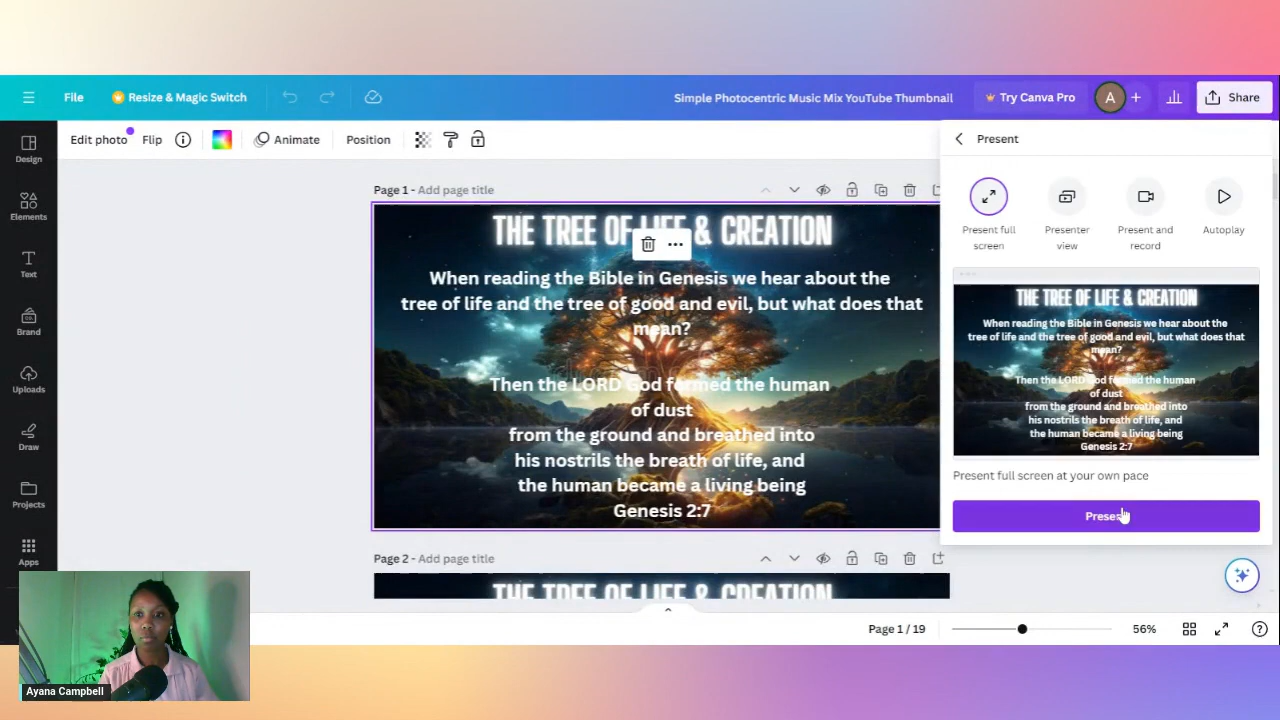 File
Resize & Magic Switch
Simple Photocentric Music Mix YouTube Thumbnail
Try Canva Pro
A
Share
Edit photo
Flip
Animate
Position
Present
Design
Elements
Text
Brand
Uploads
Draw
Projects
Apps
Page 1 - Add page title
THE TREE OF LIFE & CREATION
When reading the Bible in Genesis we hear about the
tree of life and the tree of good and evil, but what does that
mean?
Then the LORD God formed the human
of dust
from the ground and breathed into
his nostrils the breath of life, and
the human became a living being
Genesis 2:7
Page 2 - Add page title
THE TREE OF LIFE & CREATION
Present full
screen
Presenter
view
Present and
record
Autoplay
THE TREE OF LIFE & CREATION
When reading the Bible in Genesis we hear about the
tree of life and the tree of good and evil, but what does that
mean?
Then the LORD God formed the human
of dust
from the ground and breathed into
his nostrils the breath of life, and
the human became a living being
Genesis 2:7
Present full screen at your own pace
Present
Page 1 / 19
56%
Ayana Campbell